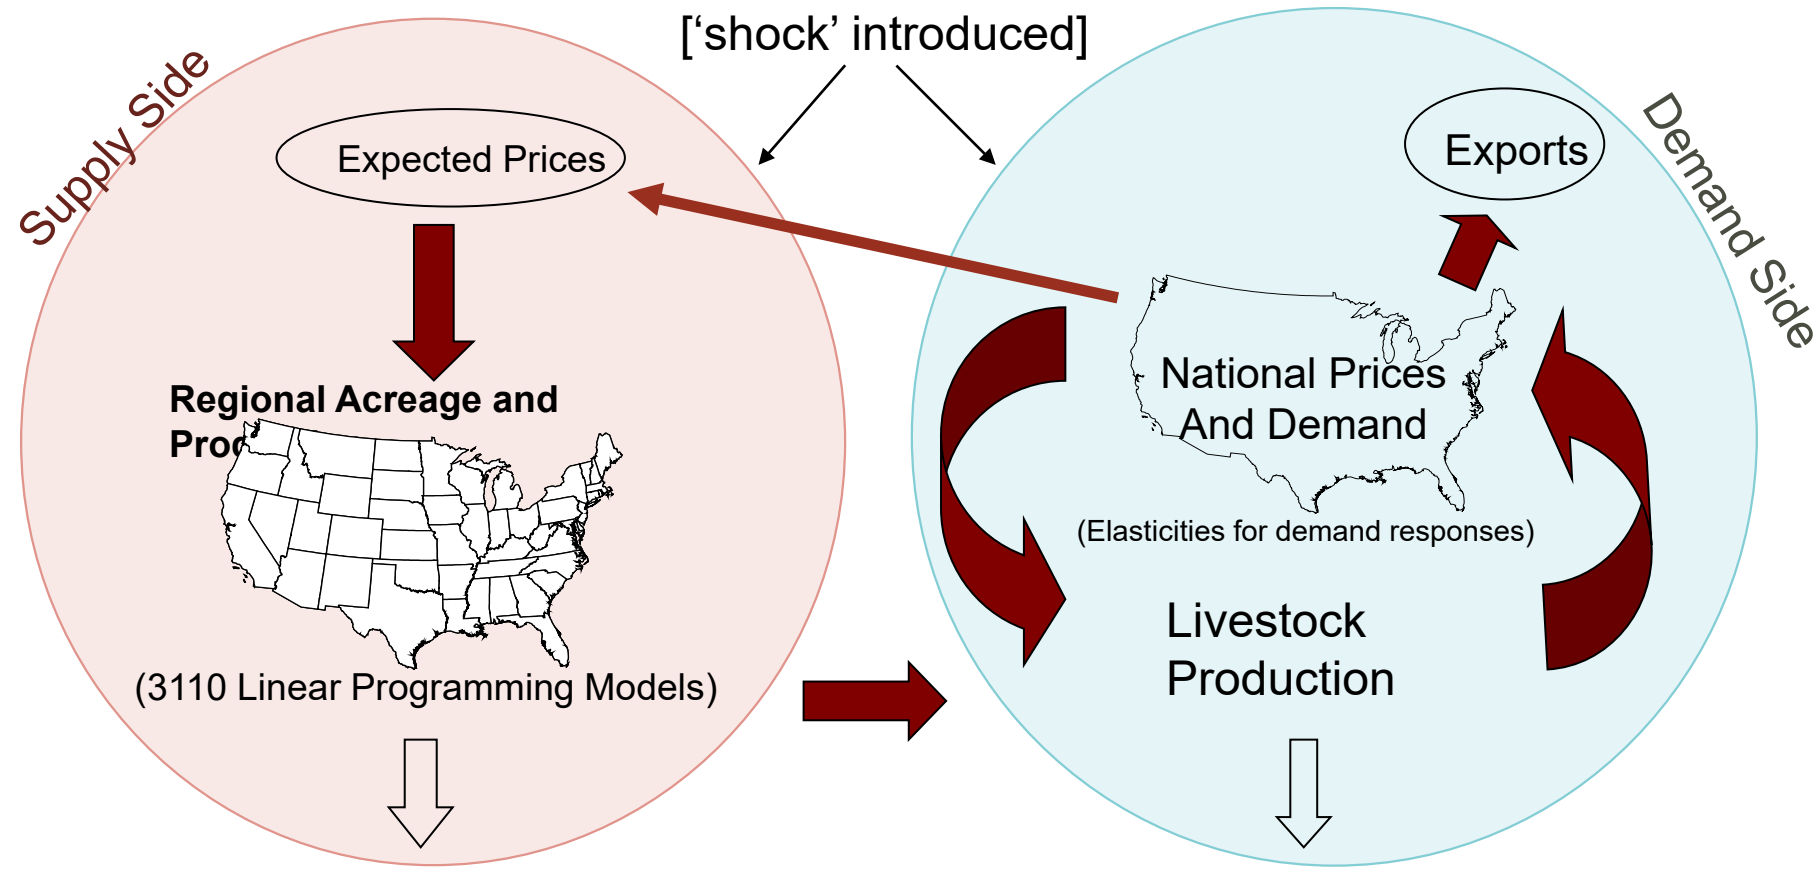 [‘shock’ introduced]
Supply Side
Expected Prices
Regional Acreage and
(3110 Linear Programming Models)
Demand Side
Exports
National Prices
And Demand
(Elasticities for demand responses)
Livestock
Production